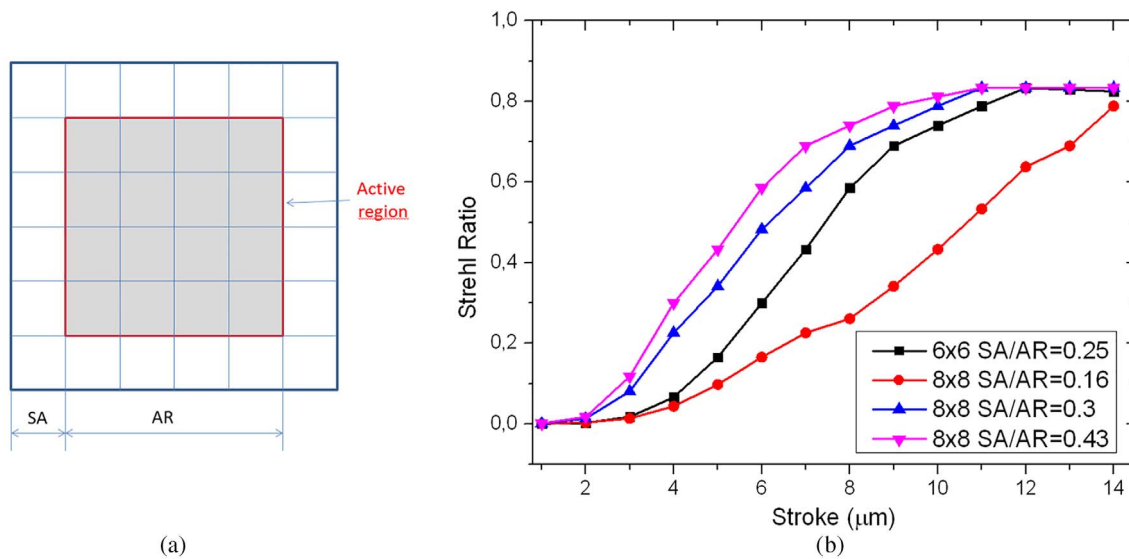 Active
region
SA
AR
(a)
1,0
0,8
0,6
0,4
0,2
0,0
Strehl Ratio
2
4
6
8
10
12
14
Stroke (μm)
6x6 SA/AR=0.25
8x8 SA/AR=0.16
8x8 SA/AR=0.3
8x8 SA/AR=0.43
(b)